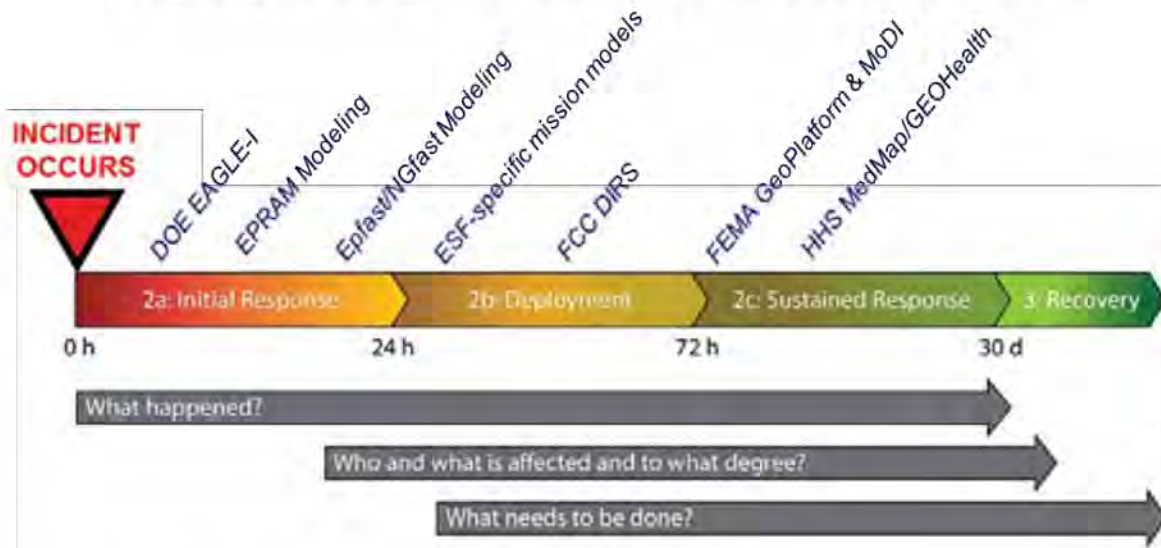 INCIDENT
OCCURS
DOE EAGLE-I
EPRAM Modeling
Epfast/NGfast Modeling
ESF-specific mission models
FCC DIRS
FEMA GeoPlatform & MoDI
HHS MedMap/GEOHealth
2a: Initial Response
2b: Deployment
2c: Sustained Response
3: Recovery
0 h
24 h
72 h
30 d
What happened?
Who and what is affected and to what degree?
What needs to be done?